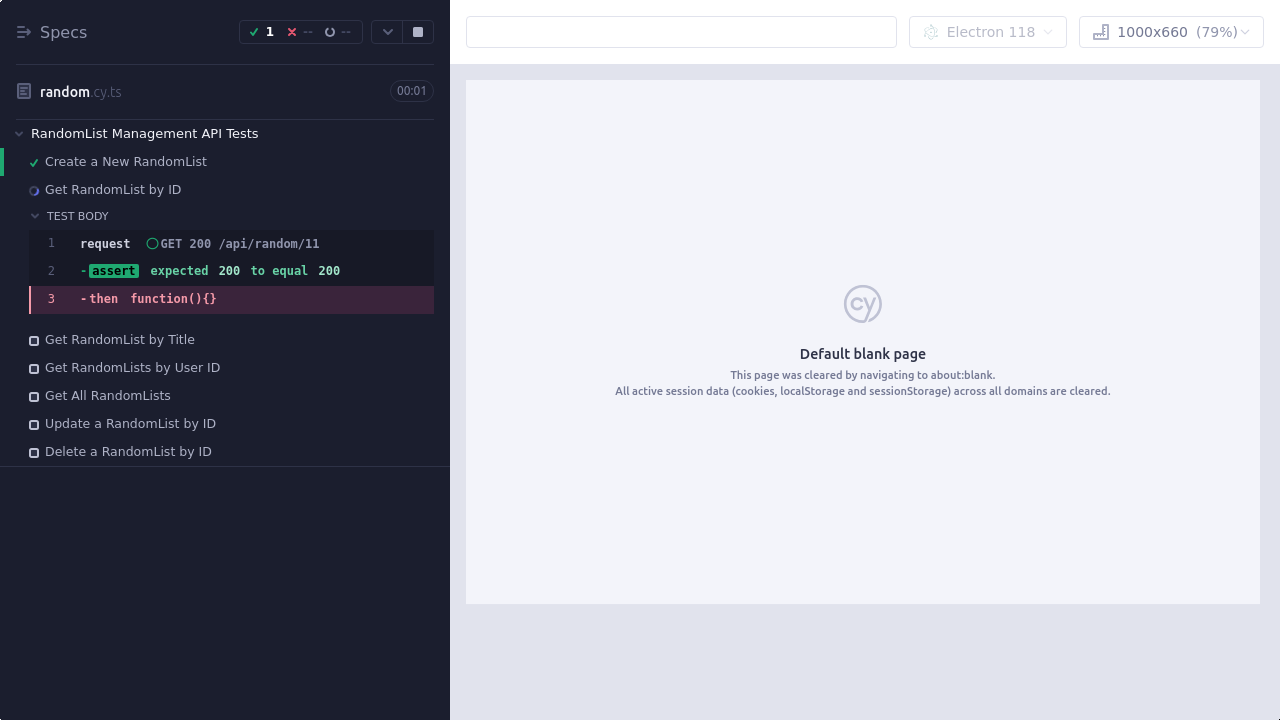 Specs
1 -- --
random.cy.ts 00:01
RandomList Management API Tests
Create a New RandomList
Get RandomList by ID
TEST BODY
1 request GET 200 /api/random/11
2 -assert expected 200 to equal 200
3 -then function(){}
Get RandomList by Title
Get RandomLists by User ID
Get All RandomLists
Update a RandomList by ID
Delete a RandomList by ID
Electron 118
1000x660 (79%)
cy
Default blank page
This page was cleared by navigating to about:blank.
All active session data (cookies, localStorage and sessionStorage) across all domains are cleared.